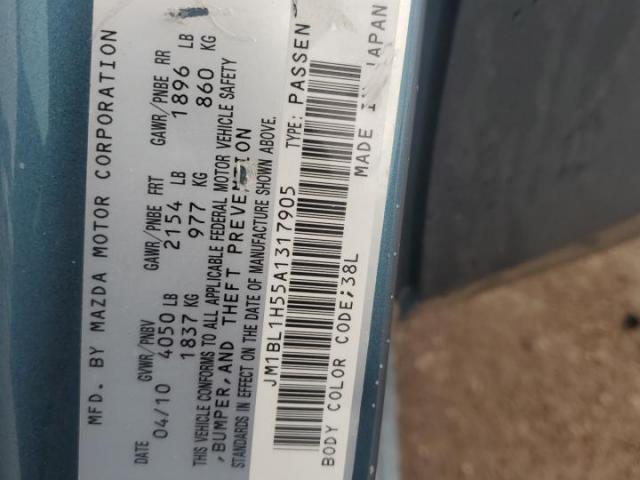 MFD. BY MAZDA MOTOR CORPORATION
DATE GVWR/PNBV GAWR/PNBE FRT GAWR/PNBE RR
04/10 4050 LB 2154 LB 1896 LB
1837 KG 977 KG 860 KG
THIS VEHICLE CONFORMS TO ALL APPLICABLE FEDERAL MOTOR VEHICLE SAFETY
,BUMPER, AND THEFT PREVENTION
STANDARDS IN EFFECT ON THE DATE OF MANUFACTURE SHOWN ABOVE.
JM1BL1H55A1317905 TYPE: PASSEN
BODY COLOR CODE;38L MADE IN JAPAN